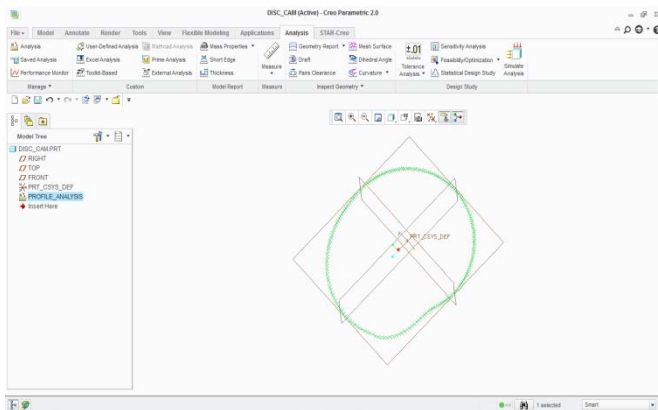 DISC_CAM (Active) - Creo Parametric 2.0
File Model Annotate Render Tools View Flexible Modeling Applications Analysis STAR-Creo
Analysis User-Defined Analysis Mathcad Analysis Mass Properties Geometry Report Mesh Surface Sensitivity Analysis
Saved Analysis Excel Analysis Prime Analysis Short Edge Measure Draft Dihedral Angle Tolerance Analysis Feasibility/Optimization Simulate Analysis
Performance Monitor Toolkit-Based External Analysis Thickness Pairs Clearance Curvature Statistical Design Study
Manage Custom Model Report Measure Inspect Geometry Design Study
Model Tree
DISC_CAM.PRT
RIGHT
TOP
FRONT
PRT_CSYS_DEF
PROFILE_ANALYSIS
Insert Here
PRT_CSYS_DEF
1 selected Smart